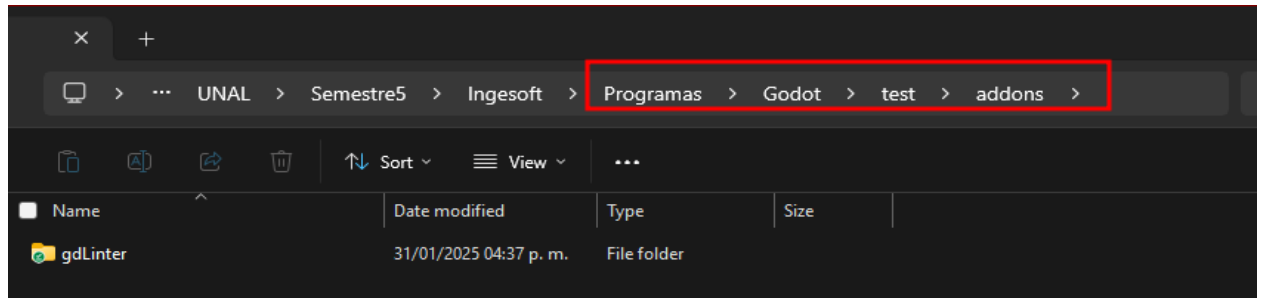 UNAL > Semestre5 > Ingesoft > Programas > Godot > test > addons >
Sort View ...
Name Date modified Type Size
gdLinter 31/01/2025 04:37 p. m. File folder